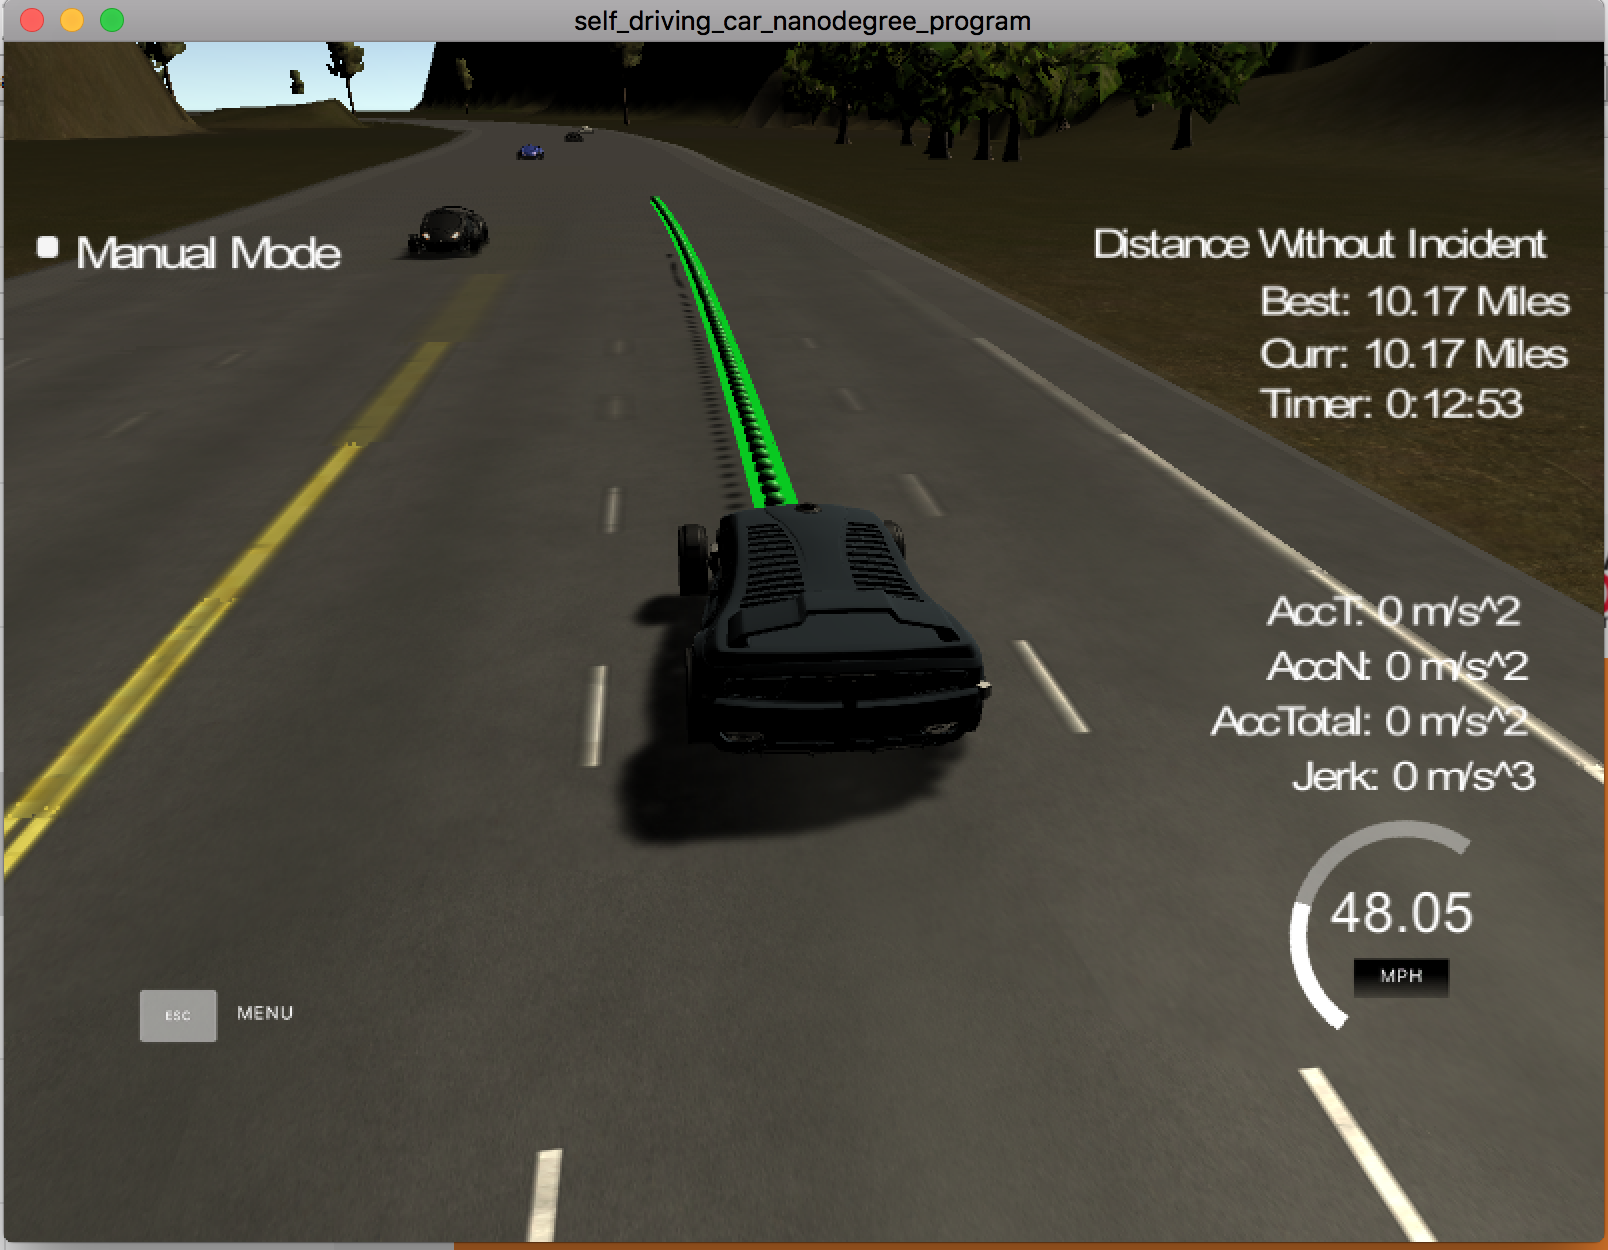 self_driving_car_nanodegree_program
Manual Mode
Distance Without Incident
Best: 10.17 Miles
Curr: 10.17 Miles
Timer: 0:12:53
AccT: 0 m/s^2
AccN: 0 m/s^2
AccTotal: 0 m/s^2
Jerk: 0 m/s^3
48.05
MPH
ESC MENU